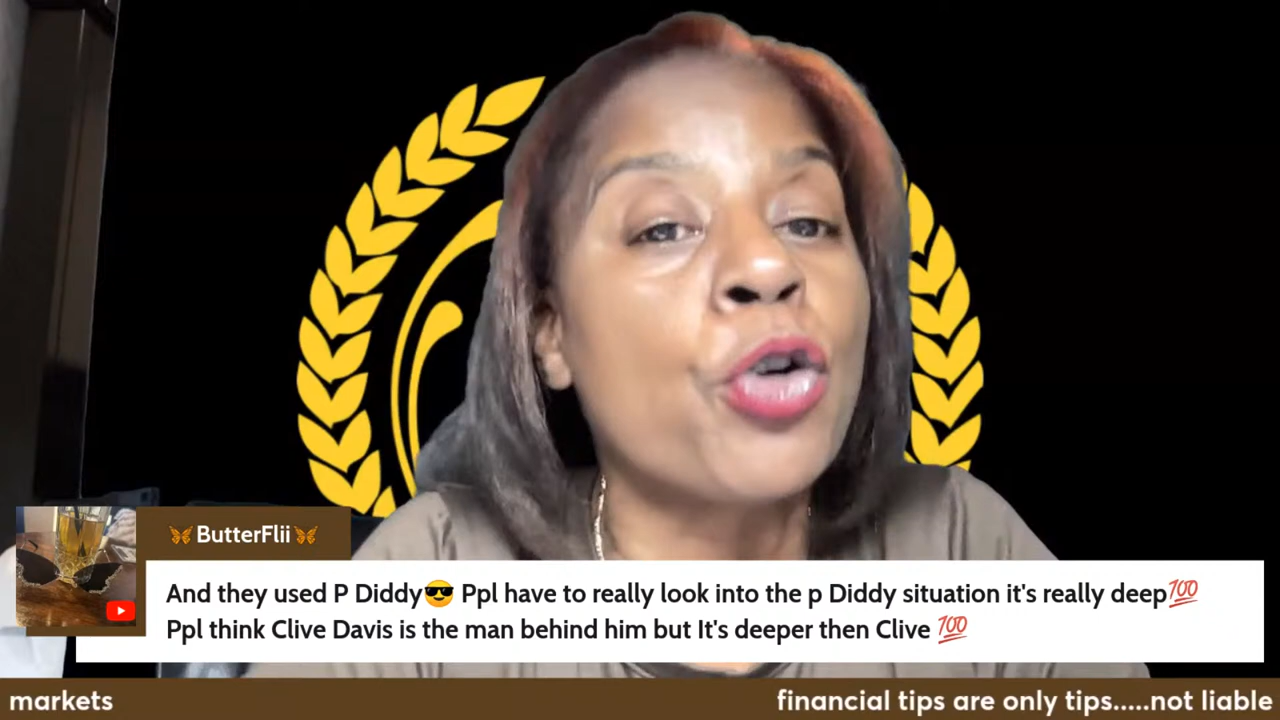 🦋 ButterFlii 🦋
And they used P Diddy😎 Ppl have to really look into the p Diddy situation it's really deep💯
Ppl think Clive Davis is the man behind him but It's deeper then Clive 💯
markets
financial tips are only tips.....not liable